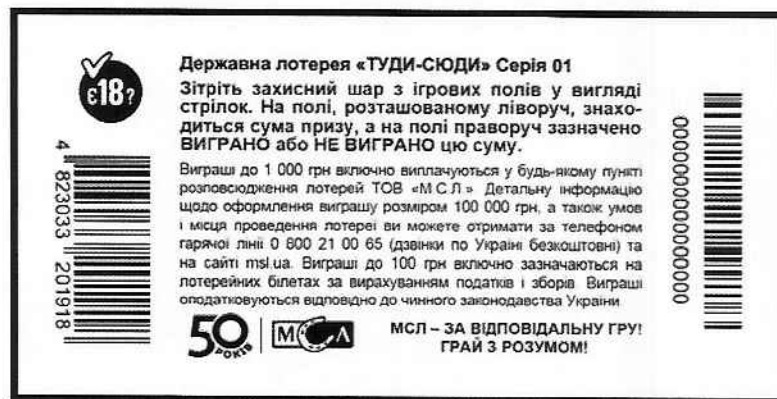 є18?
Державна лотерея «ТУДИ-СЮДИ» Серія 01
Зітріть захисний шар з ігрових полів у вигляді
стрілок. На полі, розташованому ліворуч, знахо-
диться сума призу, а на полі праворуч зазначено
ВИГРАНО або НЕ ВИГРАНО цю суму.
Виграші до 1 000 грн включно виплачуються у будь-якому пункті
розповсюдження лотерей ТОВ «М С Л» Детальну інформацію
щодо оформлення виграшу розміром 100 000 грн, а також умов
і місця проведення лотереї ви можете отримати за телефоном
гарячої лінії 0 800 21 00 65 (дзвінки по Україні безкоштовні) та
на сайті msl.ua. Виграші до 100 грн включно зазначаються на
лотерейних білетах за вирахуванням податків і зборів. Виграші
оподатковуються відповідно до чинного законодавства України
50 РОКІВ
МСЛ
МСЛ – ЗА ВІДПОВІДАЛЬНУ ГРУ!
ГРАЙ З РОЗУМОМ!
4 823033 201918